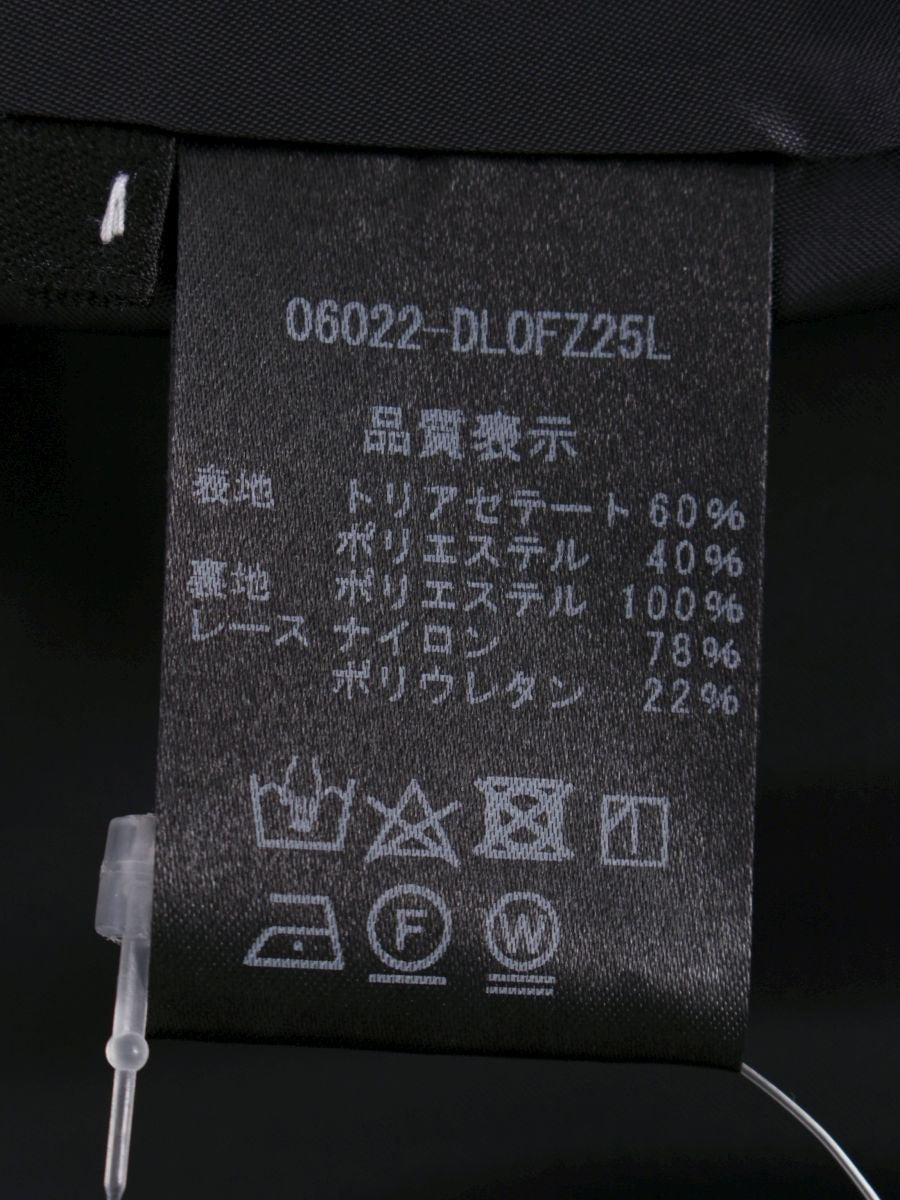 06022-DL0FZ25L
品質表示
表地 トリアセテート 60%
ポリエステル 40%
裏地 ポリエステル 100%
レース ナイロン 78%
ポリウレタン 22%
F W